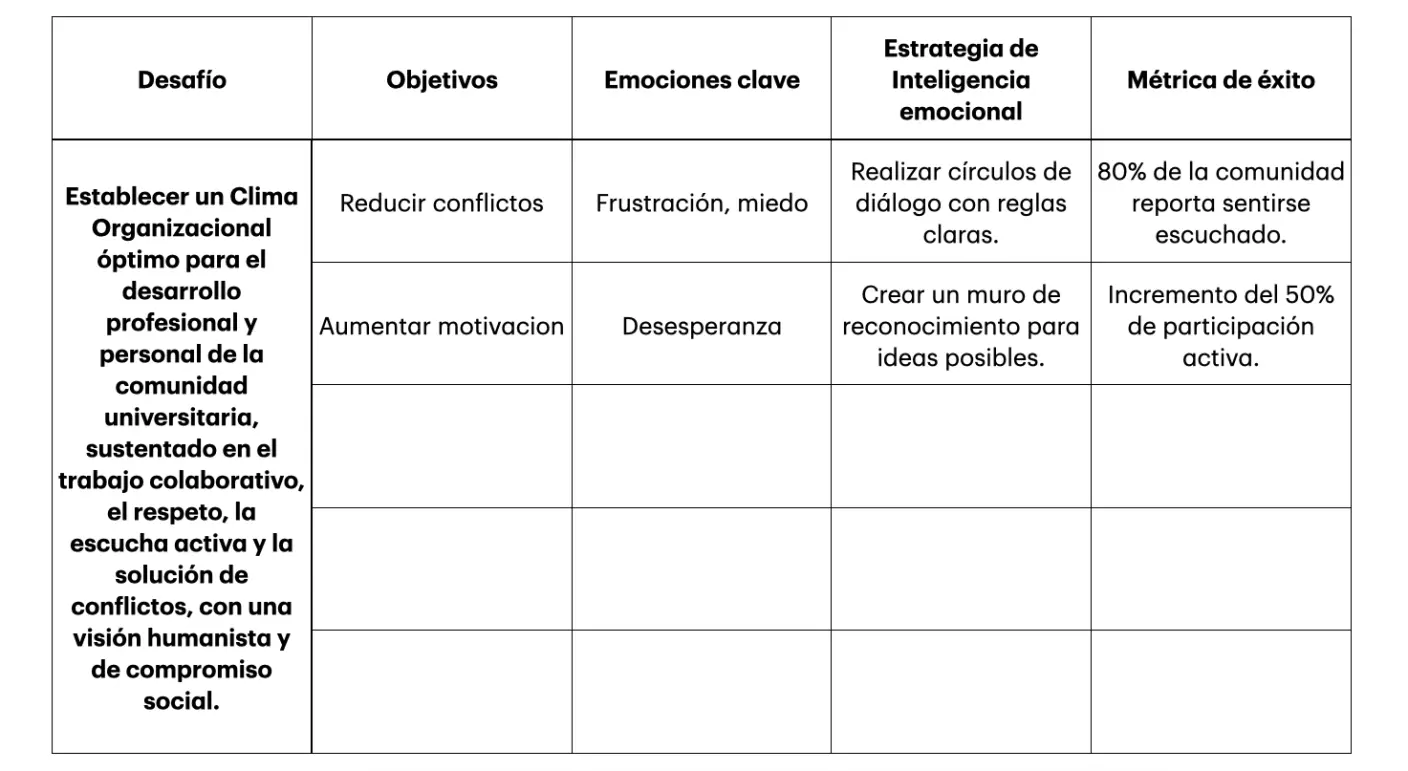 Desafío
Objetivos
Emociones clave
Estrategia de
Inteligencia
emocional
Métrica de éxito
Establecer un Clima
Organizacional
óptimo para el
desarrollo
profesional y
personal de la
comunidad
universitaria,
sustentado en el
trabajo colaborativo,
el respeto, la
escucha activa y la
solución de
conflictos, con una
visión humanista y
de compromiso
social.
Reducir conflictos
Frustración, miedo
Realizar círculos de
diálogo con reglas
claras.
80% de la comunidad
reporta sentirse
escuchado.
Aumentar motivacion
Desesperanza
Crear un muro de
reconocimiento para
ideas posibles.
Incremento del 50%
de participación
activa.